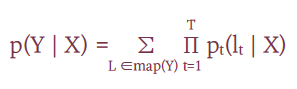 T
p(Y | X) = Σ Π pₜ(lₜ | X)
L ∈map(Y) t=1